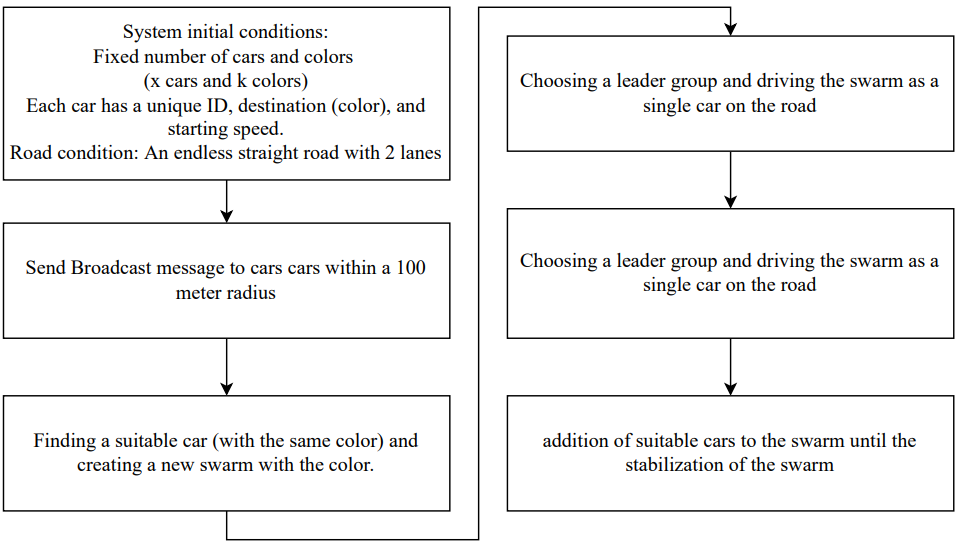 System initial conditions:
Fixed number of cars and colors
(x cars and k colors)
Each car has a unique ID, destination (color), and
starting speed.
Road condition: An endless straight road with 2 lanes
Send Broadcast message to cars cars within a 100
meter radius
Finding a suitable car (with the same color) and
creating a new swarm with the color.
Choosing a leader group and driving the swarm as a
single car on the road
Choosing a leader group and driving the swarm as a
single car on the road
addition of suitable cars to the swarm until the
stabilization of the swarm